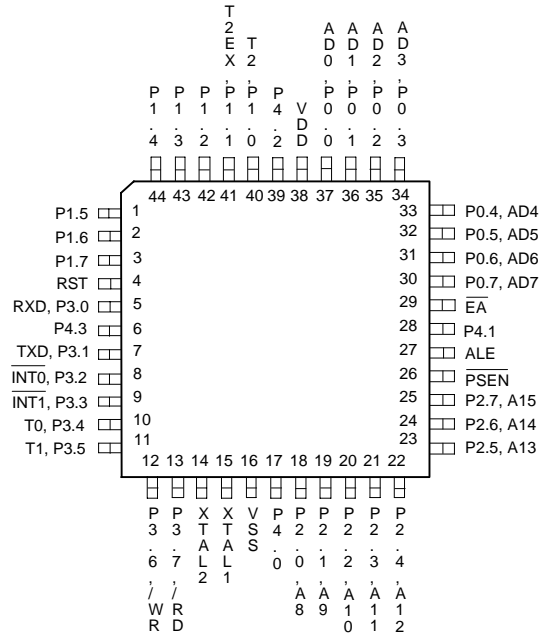 P1.4
P1.3
P1.2
T2EX,P1.1
T2,P1.0
P4.2
VDD
AD0,P0.0
AD1,P0.1
AD2,P0.2
AD3,P0.3
44 43 42 41 40 39 38 37 36 35 34
P1.5 1
P1.6 2
P1.7 3
RST 4
RXD, P3.0 5
P4.3 6
TXD, P3.1 7
INT0, P3.2 8
INT1, P3.3 9
T0, P3.4 10
T1, P3.5 11
33 P0.4, AD4
32 P0.5, AD5
31 P0.6, AD6
30 P0.7, AD7
29 EA
28 P4.1
27 ALE
26 PSEN
25 P2.7, A15
24 P2.6, A14
23 P2.5, A13
12 13 14 15 16 17 18 19 20 21 22
P3.6,/WR
P3.7,/RD
XTAL2
XTAL1
VSS
P4.0
P2.0,A8
P2.1,A9
P2.2,A10
P2.3,A11
P2.4,A12